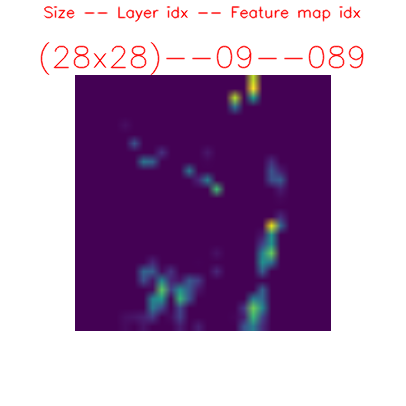 Size -- Layer idx -- Feature map idx
(28x28)--09--089